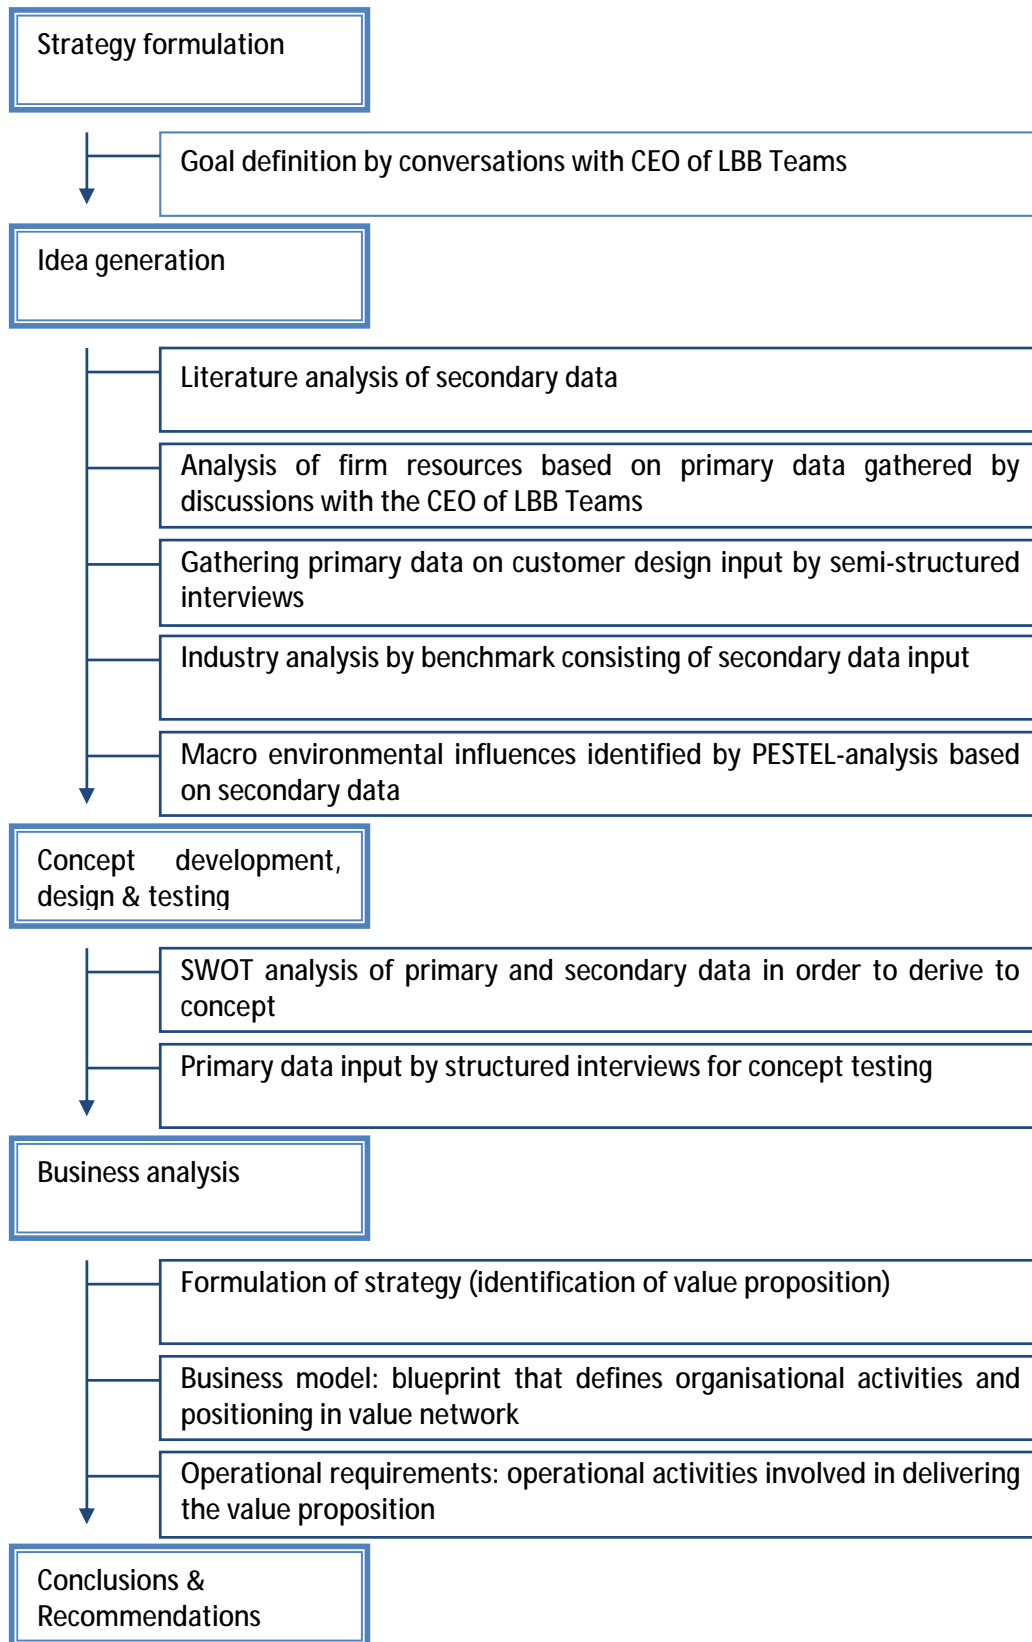 Strategy formulation
Goal definition by conversations with CEO of LBB Teams
Idea generation
Literature analysis of secondary data
Analysis of firm resources based on primary data gathered by
discussions with the CEO of LBB Teams
Gathering primary data on customer design input by semi-structured
interviews
Industry analysis by benchmark consisting of secondary data input
Macro environmental influences identified by PESTEL-analysis based
on secondary data
Concept development,
design & testing
SWOT analysis of primary and secondary data in order to derive to
concept
Primary data input by structured interviews for concept testing
Business analysis
Formulation of strategy (identification of value proposition)
Business model: blueprint that defines organisational activities and
positioning in value network
Operational requirements: operational activities involved in delivering
the value proposition
Conclusions &
Recommendations